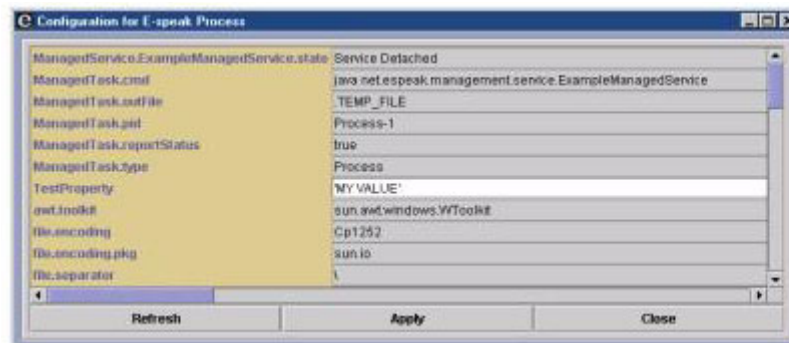 Configuration for E-speak Process
ManagedService.ExampleManagedService.state Service Detached
ManagedTask.cmd java net.espeak.management.service.ExampleManagedService
ManagedTask.outFile .TEMP_FILE
ManagedTask.pid Process-1
ManagedTask.reportStatus true
ManagedTask.type Process
TestProperty 'MY VALUE'
awt.toolkit sun.awt.windows.WToolkit
file.encoding Cp1252
file.encoding.pkg sun.io
file.separator \
Refresh Apply Close